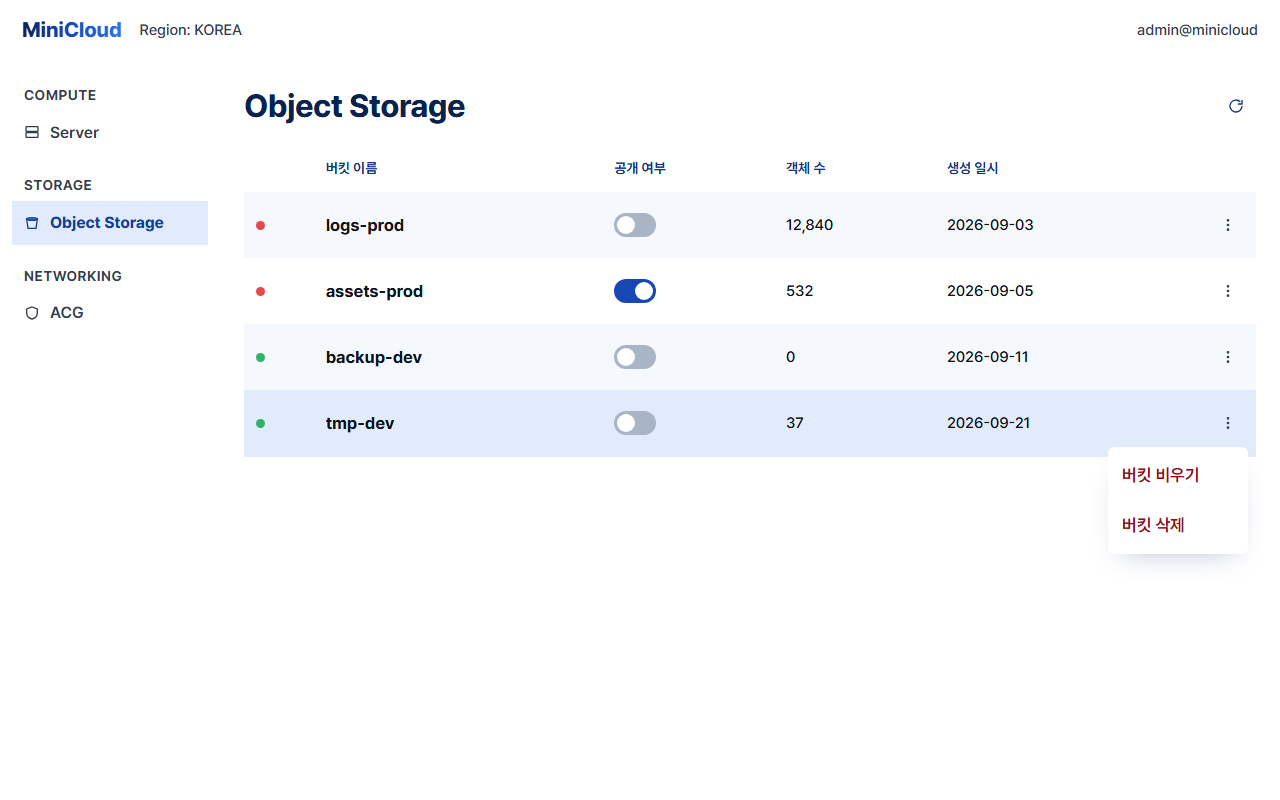 MiniCloud Region: KOREA admin@minicloud
COMPUTE
Server
STORAGE
Object Storage
NETWORKING
ACG
Object Storage
버킷 이름 공개 여부 객체 수 생성 일시
logs-prod 12,840 2026-09-03
assets-prod 532 2026-09-05
backup-dev 0 2026-09-11
tmp-dev 37 2026-09-21
버킷 비우기
버킷 삭제